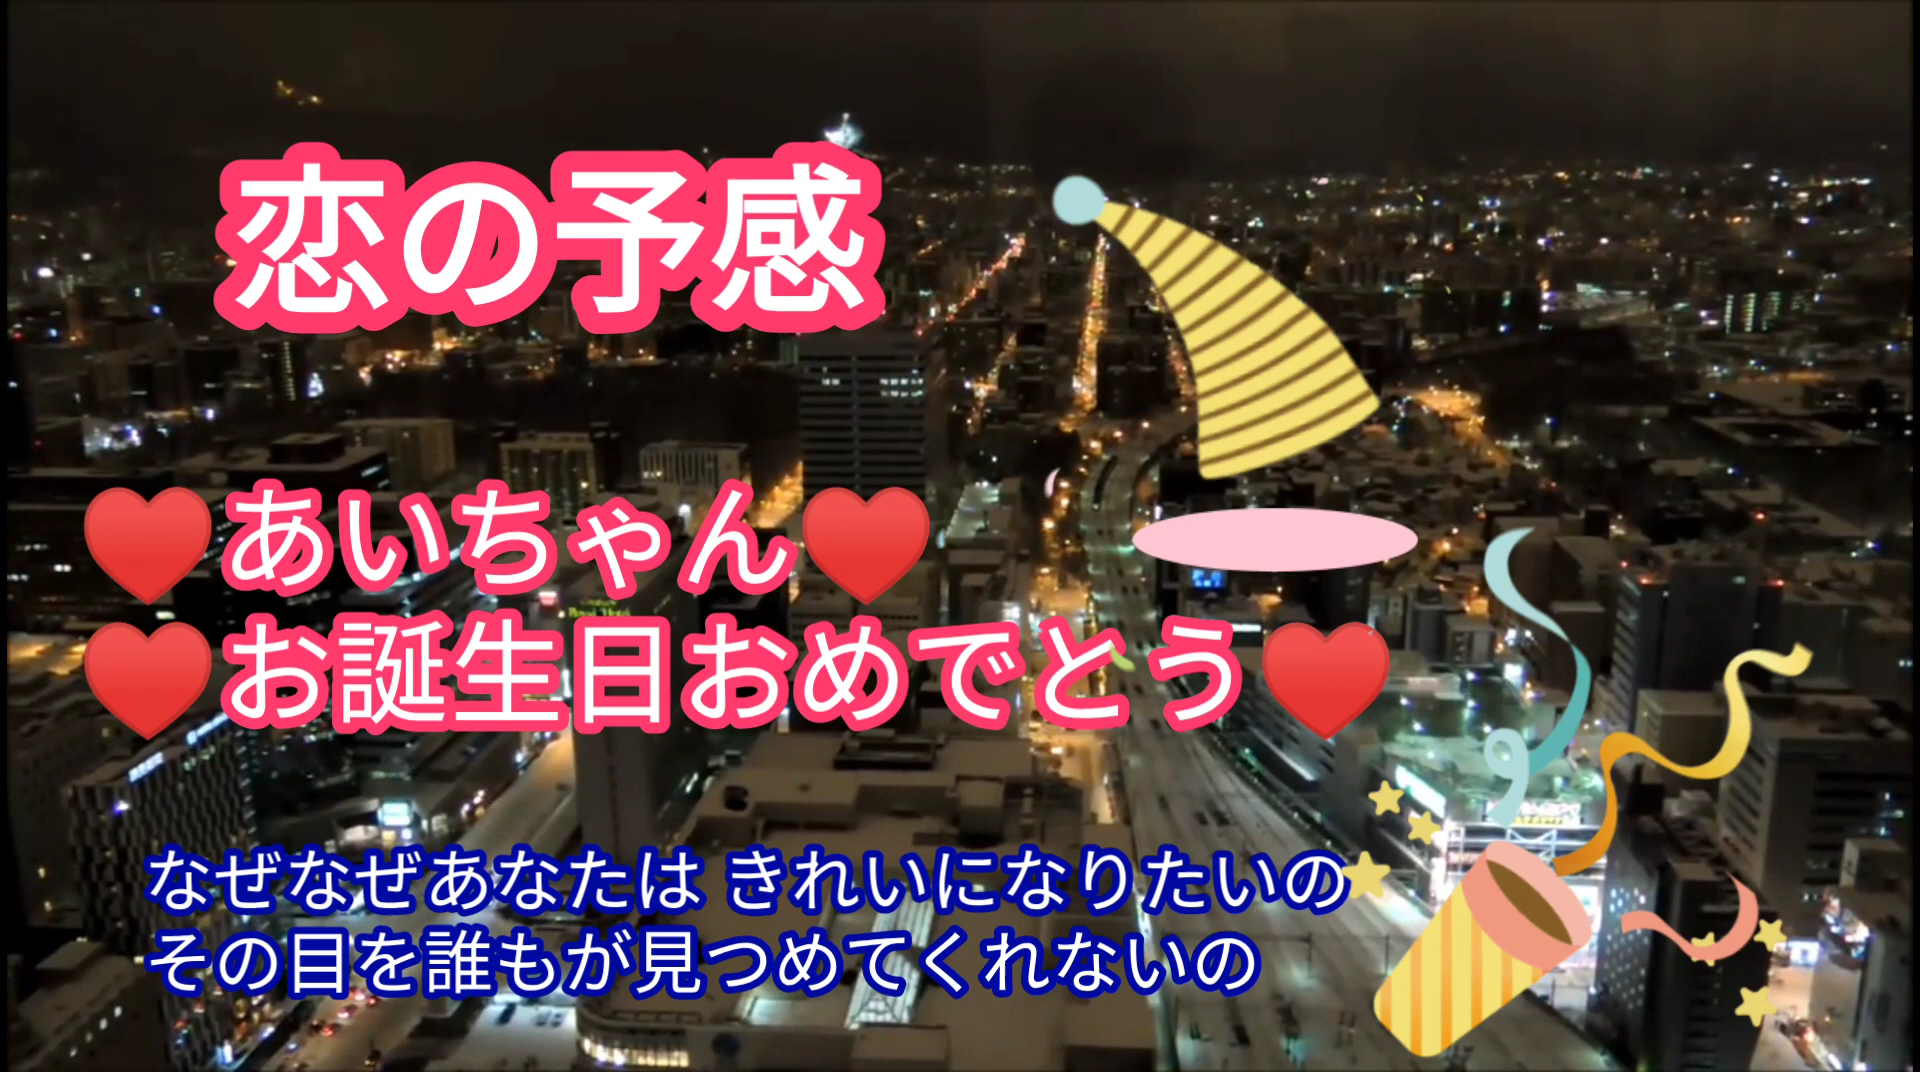 恋の予感
♥あいちゃん♥
♥お誕生日おめでとう♥
なぜなぜあなたは きれいになりたいの
その目を誰もが見つめてくれないの